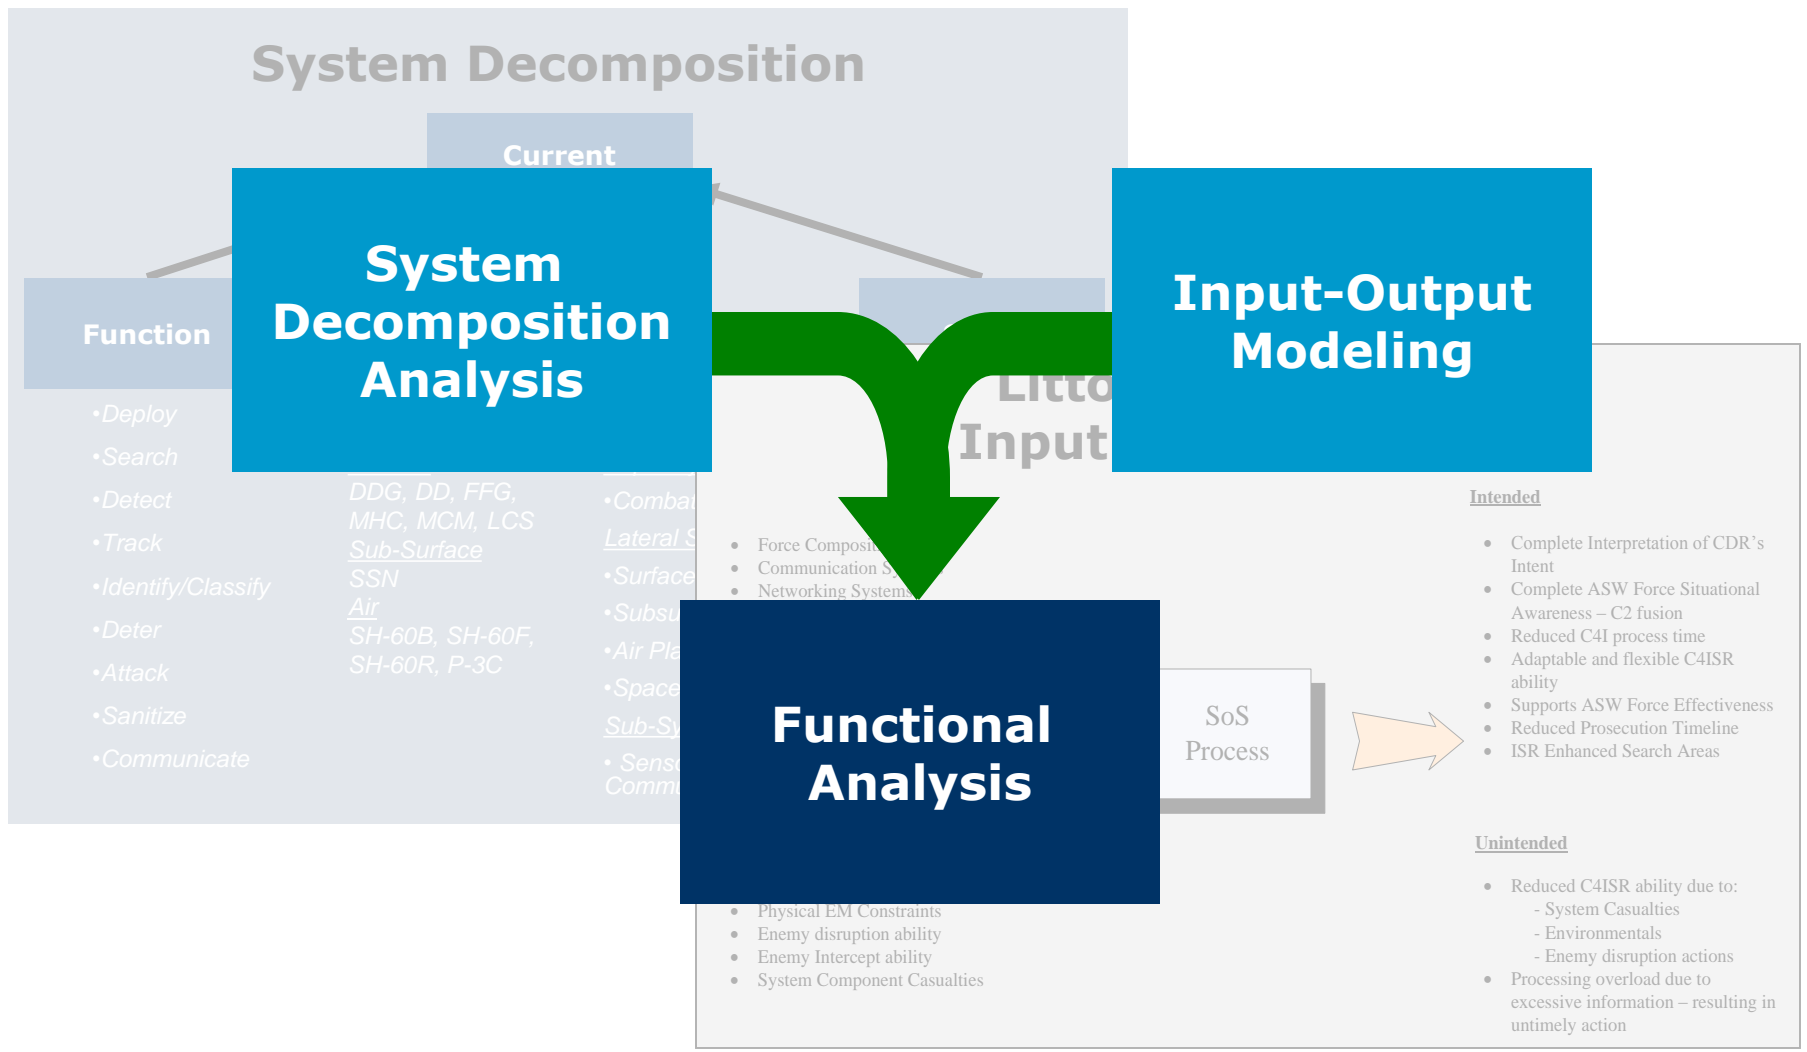 System Decomposition
Current
Function
•Deploy
•Search
•Detect
•Track
•Identify/Classify
•Deter
•Attack
•Sanitize
•Communicate
DDG, DD, FFG,
MHC, MCM, LCS
Sub-Surface
SSN
Air
SH-60B, SH-60F,
SH-60R, P-3C
•Combat
Lateral
•Surface
•Air
•Space
System
Decomposition
Analysis
Input-Output
Modeling
Functional
Analysis
Input
• Force
• Communication
• Networking Systems
• Physical EM Constraints
• Enemy disruption ability
• Enemy Intercept ability
• System Component Casualties
SoS
Process
Intended
• Complete Interpretation of CDR's
Intent
• Complete ASW Force Situational
Awareness – C2 fusion
• Reduced C4I process time
• Adaptable and flexible C4ISR
ability
• Supports ASW Force Effectiveness
• Reduced Prosecution Timeline
• ISR Enhanced Search Areas
Unintended
• Reduced C4ISR ability due to:
- System Casualties
- Environmentals
- Enemy disruption actions
• Processing overload due to
excessive information – resulting in
untimely action